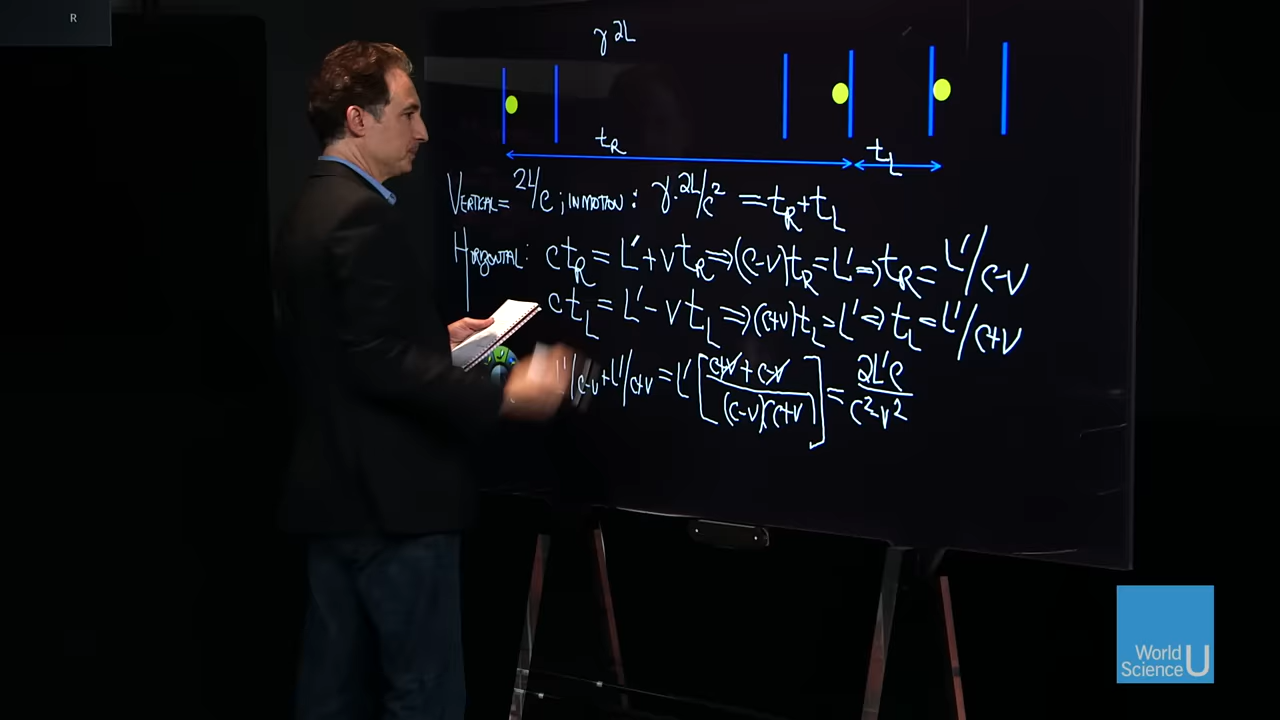 R
γ 2L
t_R
t_L
VERTICAL = 2L/c ; IN MOTION : γ·2L/c² = t_R + t_L
HORIZONTAL: ct_R = L' + vt_R ⇒ (c-v)t_R = L' ⇒ t_R = L'/c-v
ct_L = L' - vt_L ⇒ (c+v)t_L = L' ⇒ t_L = L'/c+v
L'/c-v + L'/c+v = L' [c+v + c-v / (c-v)(c+v)] = 2L'c / c²-v²
World
Science U